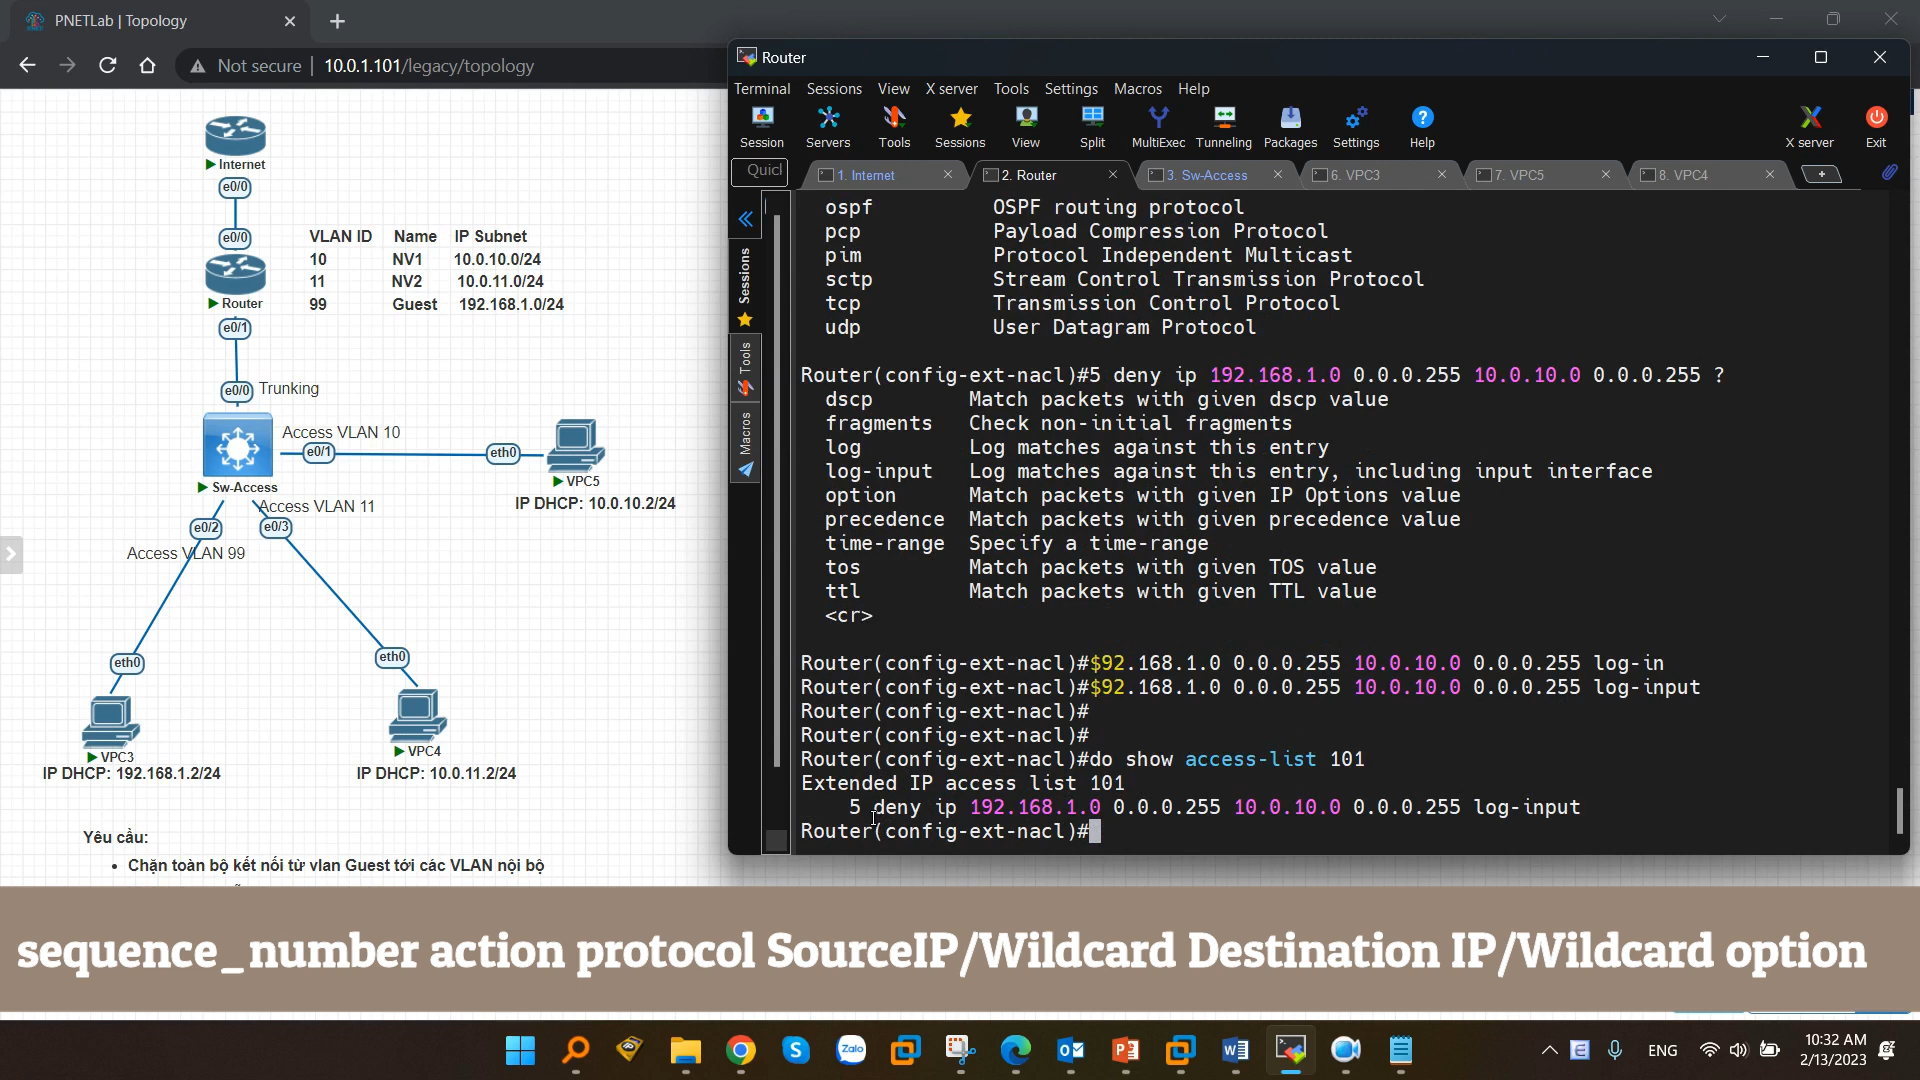 PNETLab | Topology
Not secure | 10.0.1.101/legacy/topology
Internet
e0/0
e0/0
Router
e0/1
VLAN ID Name IP Subnet
10 NV1 10.0.10.0/24
11 NV2 10.0.11.0/24
99 Guest 192.168.1.0/24
e0/0 Trunking
Access VLAN 10
e0/1
eth0
VPC5
IP DHCP: 10.0.10.2/24
Sw-Access
Access VLAN 11
e0/2
e0/3
Access VLAN 99
eth0
eth0
VPC3
IP DHCP: 192.168.1.2/24
VPC4
IP DHCP: 10.0.11.2/24
Yêu cầu:
• Chặn toàn bộ kết nối từ vlan Guest tới các VLAN nội bộ
Router
Terminal Sessions View X server Tools Settings Macros Help
Session Servers Tools Sessions View Split MultiExec Tunneling Packages Settings Help X server Exit
Quicl
1. Internet
2. Router
3. Sw-Access
6. VPC3
7. VPC5
8. VPC4
Sessions
Tools
Macros
ospf OSPF routing protocol
pcp Payload Compression Protocol
pim Protocol Independent Multicast
sctp Stream Control Transmission Protocol
tcp Transmission Control Protocol
udp User Datagram Protocol
Router(config-ext-nacl)#5 deny ip 192.168.1.0 0.0.0.255 10.0.10.0 0.0.0.255 ?
dscp Match packets with given dscp value
fragments Check non-initial fragments
log Log matches against this entry
log-input Log matches against this entry, including input interface
option Match packets with given IP Options value
precedence Match packets with given precedence value
time-range Specify a time-range
tos Match packets with given TOS value
ttl Match packets with given TTL value
<cr>
Router(config-ext-nacl)#$92.168.1.0 0.0.0.255 10.0.10.0 0.0.0.255 log-in
Router(config-ext-nacl)#$92.168.1.0 0.0.0.255 10.0.10.0 0.0.0.255 log-input
Router(config-ext-nacl)#
Router(config-ext-nacl)#
Router(config-ext-nacl)#do show access-list 101
Extended IP access list 101
5 deny ip 192.168.1.0 0.0.0.255 10.0.10.0 0.0.0.255 log-input
Router(config-ext-nacl)#
sequence_number action protocol SourceIP/Wildcard Destination IP/Wildcard option
Zalo
ENG
10:32 AM
2/13/2023